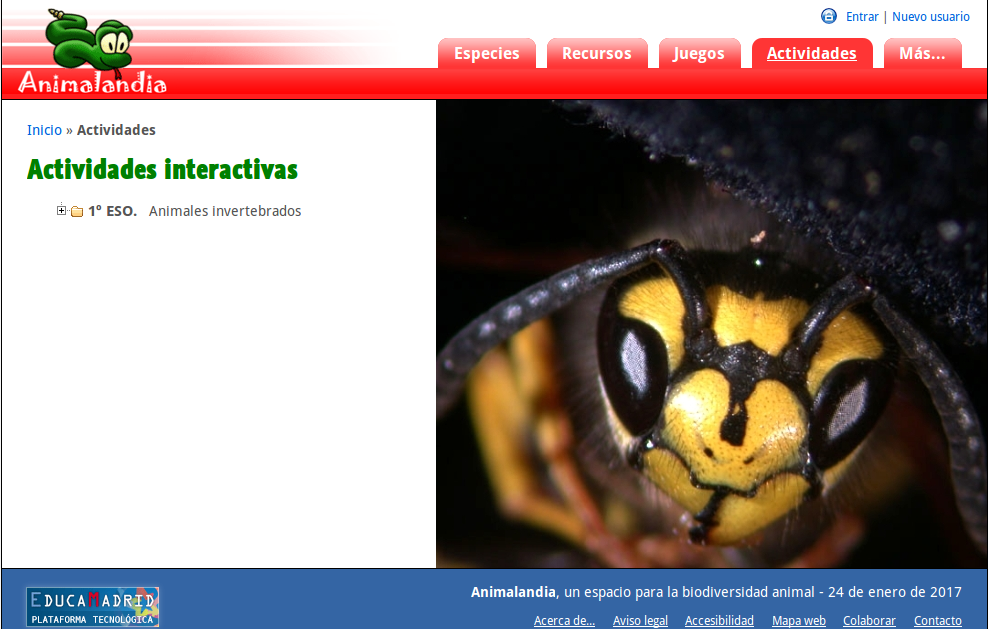 Entrar | Nuevo usuario
Animalandia
Especies Recursos Juegos Actividades Más...
Inicio » Actividades
Actividades interactivas
1º ESO. Animales invertebrados
EDUCAMADRID
PLATAFORMA TECNOLÓGICA
Animalandia, un espacio para la biodiversidad animal - 24 de enero de 2017
Acerca de... Aviso legal Accesibilidad Mapa web Colaborar Contacto